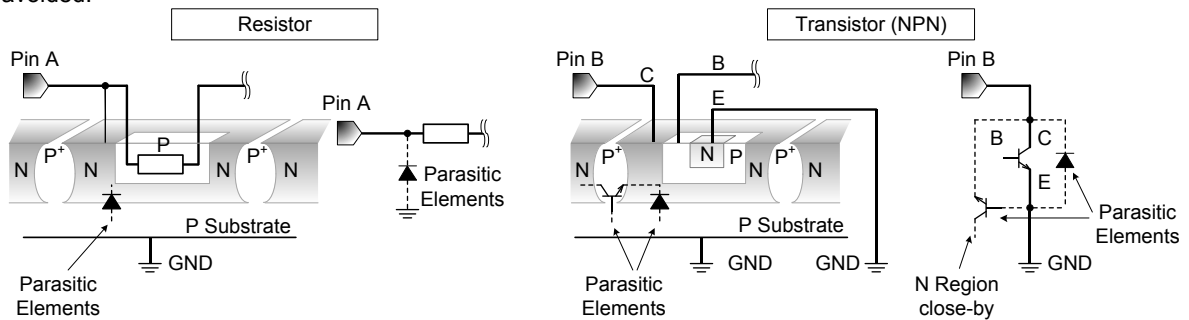 avoided.
Resistor
Transistor (NPN)
Pin A
Pin B
Pin B
C
B
E
Pin A
N
P+
N
P
N
P+
N
Parasitic
Elements
N
P+
N
N
P
N
P+
N
B
C
E
P Substrate
P Substrate
Parasitic
Elements
GND
Parasitic
Elements
GND
GND
GND
Parasitic
Elements
N Region
close-by